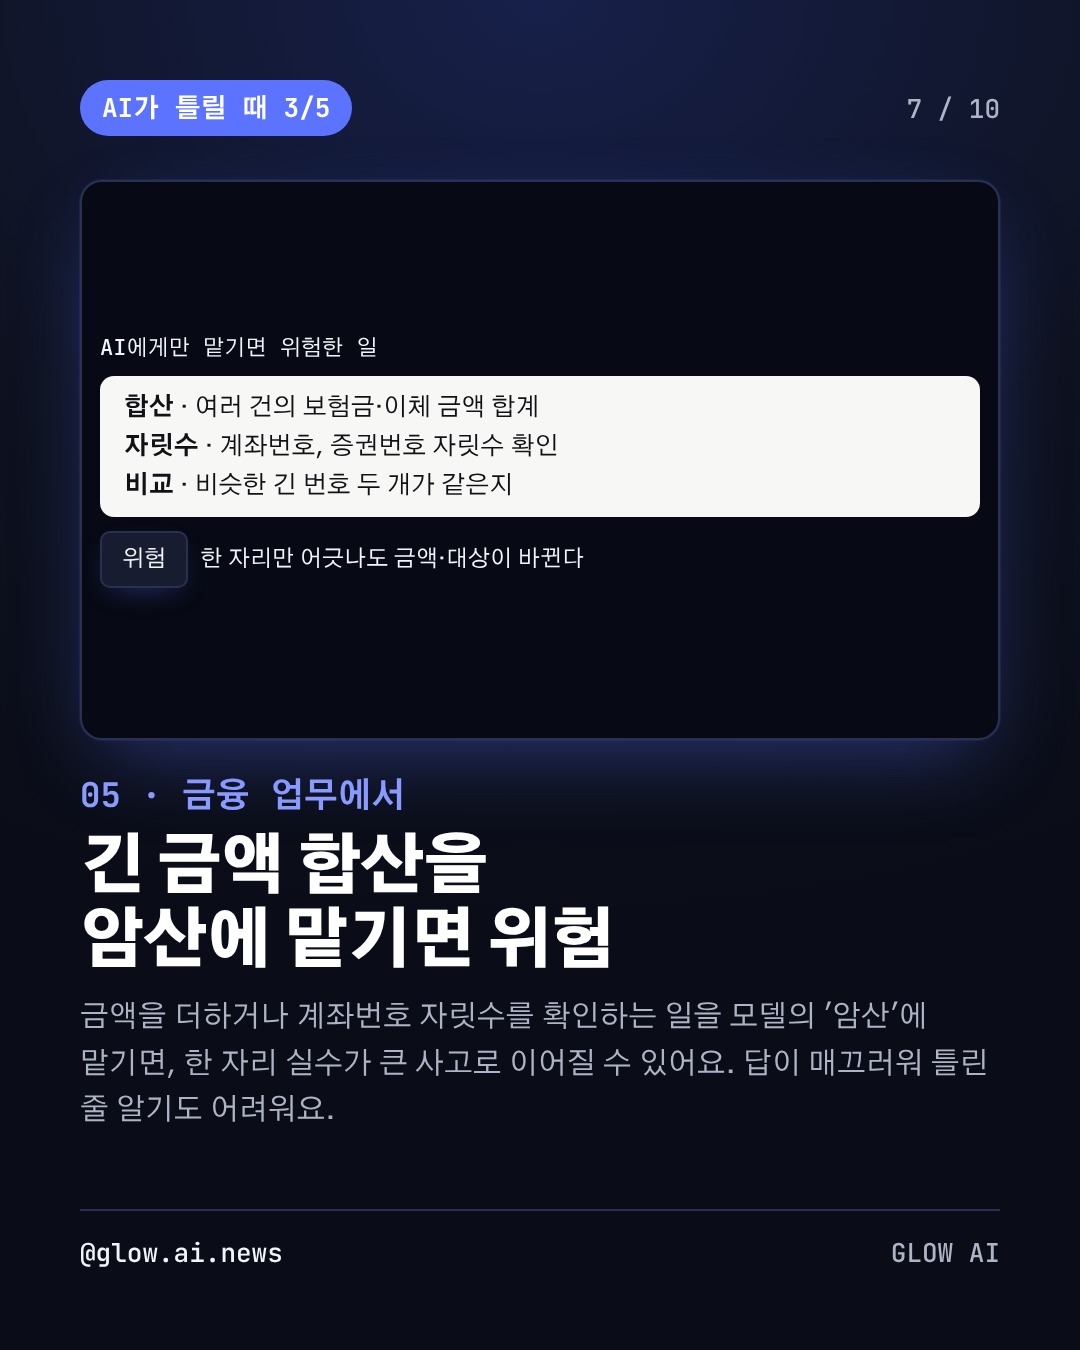 AI가 틀릴 때 3/5
7 / 10
AI에게만 맡기면 위험한 일
합산 · 여러 건의 보험금·이체 금액 합계
자릿수 · 계좌번호, 증권번호 자릿수 확인
비교 · 비슷한 긴 번호 두 개가 같은지
위험 한 자리만 어긋나도 금액·대상이 바뀐다
05 · 금융 업무에서
긴 금액 합산을
암산에 맡기면 위험
금액을 더하거나 계좌번호 자릿수를 확인하는 일을 모델의 ’암산’에
맡기면, 한 자리 실수가 큰 사고로 이어질 수 있어요. 답이 매끄러워 틀린
줄 알기도 어려워요.
@glow.ai.news
GLOW AI